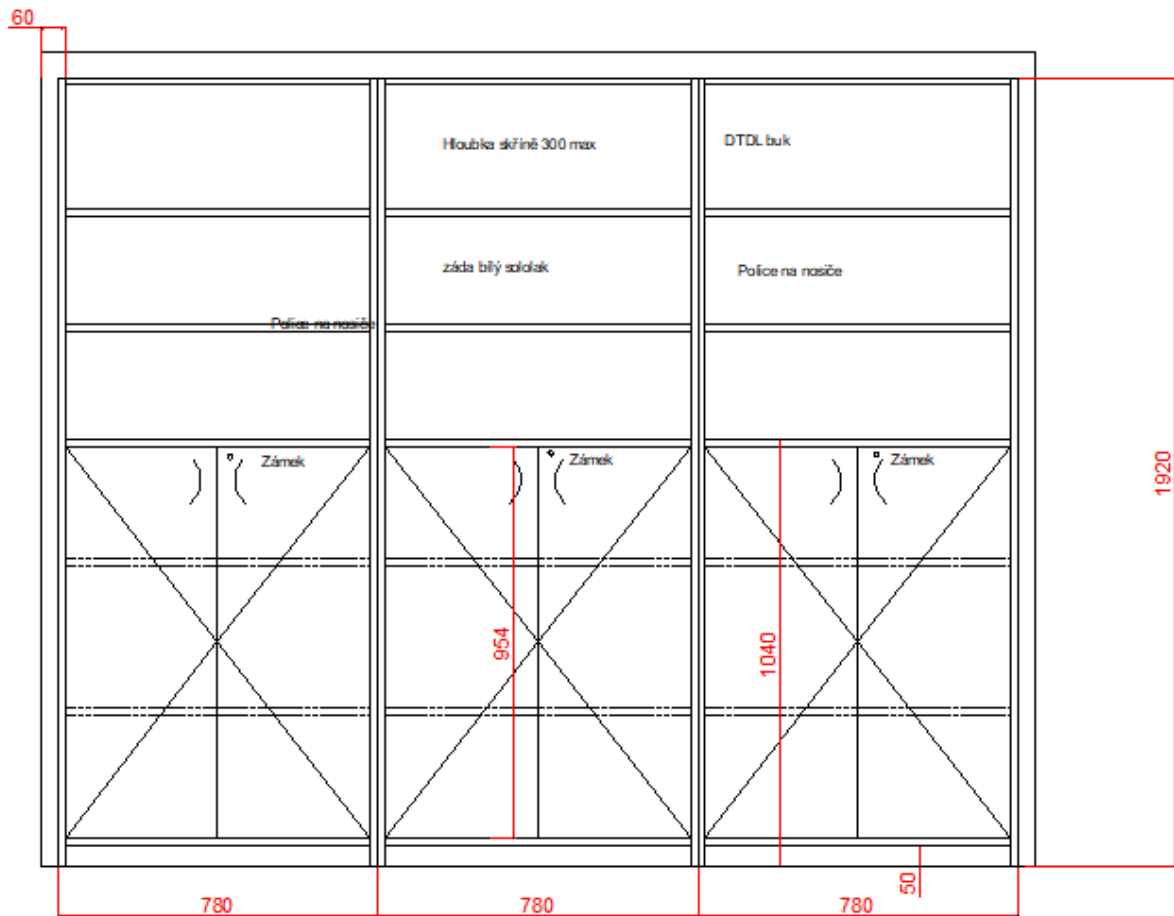 60
Hloubka skříně 300 max
DTDL buk
záda bílý sololak
Police na nosiče
Police na nosiče
Zámek
Zámek
Zámek
1920
954
1040
50
780
780
780